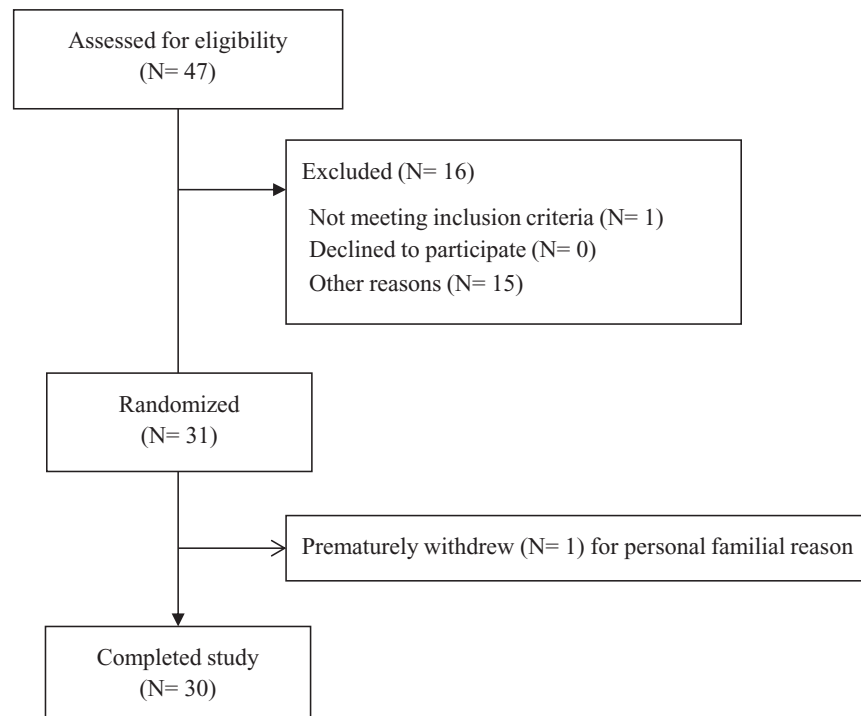 Assessed for eligibility
(N= 47)
Excluded (N= 16)
Not meeting inclusion criteria (N= 1)
Declined to participate (N= 0)
Other reasons (N= 15)
Randomized
(N= 31)
Prematurely withdrew (N= 1) for personal familial reason
Completed study
(N= 30)